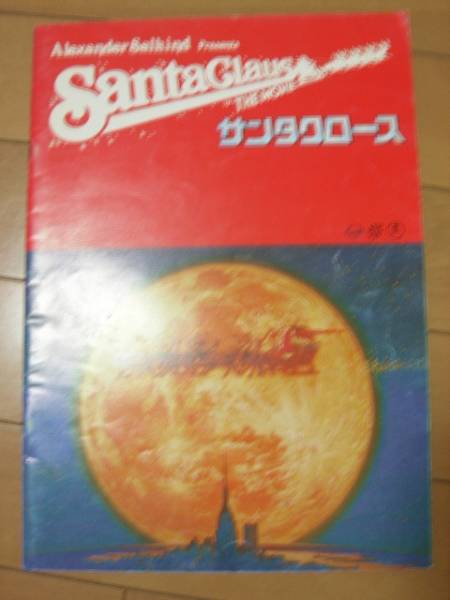 Alexander Salkind Presents
Santa Claus
THE MOVIE
サンタクロース